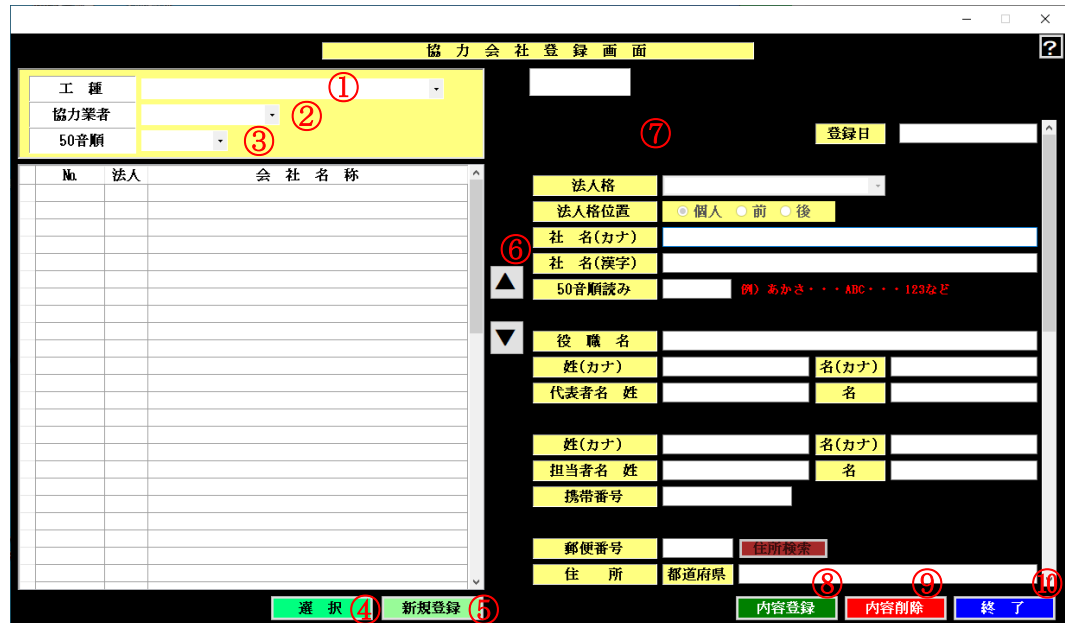 協力会社登録画面
?
工種 ①
協力業者 ②
50音順 ③
⑦
登録日
No. 法人 会社名称
法人格
法人格位置 個人 前 後
社名(カナ)
⑥
社名(漢字)
▲
50音順読み 例) あかさ・・・ABC・・・123など
▼
役職名
姓(カナ) 名(カナ)
代表者名 姓 名
姓(カナ) 名(カナ)
担当者名 姓 名
携帯番号
郵便番号 住所検索
住所 都道府県
選択 ④ 新規登録 ⑤ 内容登録 ⑧ 内容削除 ⑨ 終了 ⑩